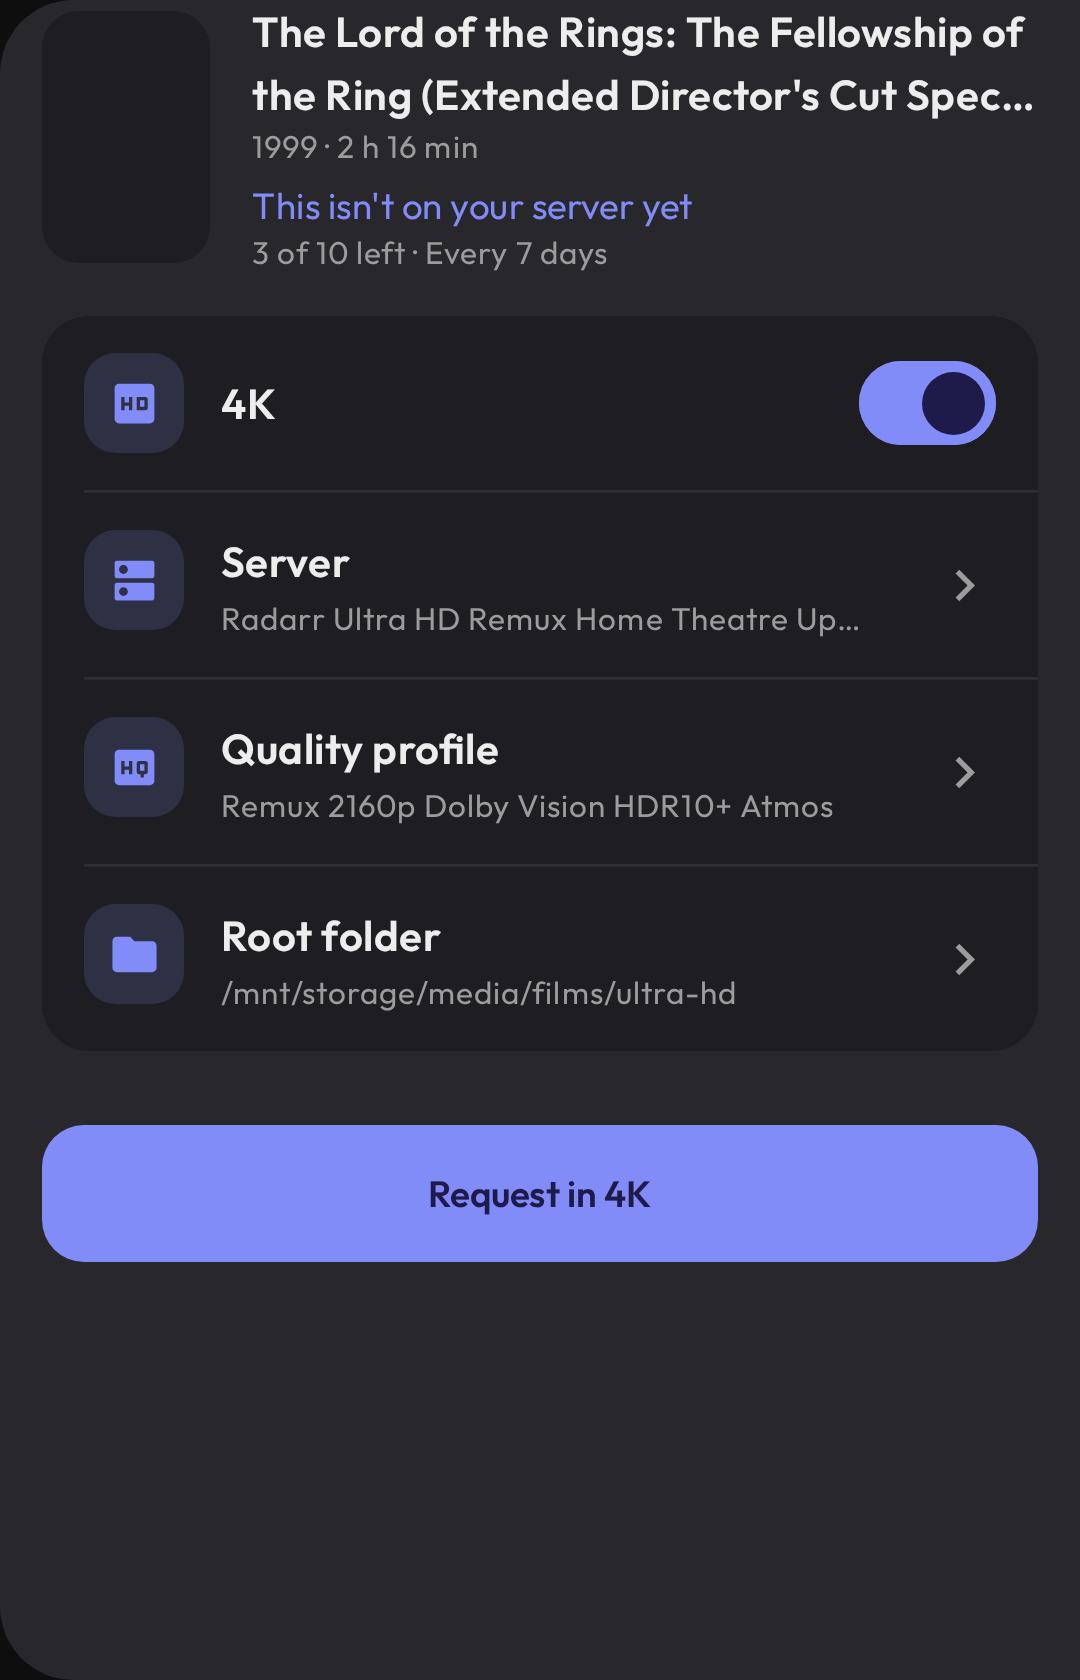 The Lord of the Rings: The Fellowship of
the Ring (Extended Director's Cut Spec...
1999 · 2 h 16 min
This isn't on your server yet
3 of 10 left · Every 7 days
HD
4K
Server
Radarr Ultra HD Remux Home Theatre Up...
HQ
Quality profile
Remux 2160p Dolby Vision HDR10+ Atmos
Root folder
/mnt/storage/media/films/ultra-hd
Request in 4K